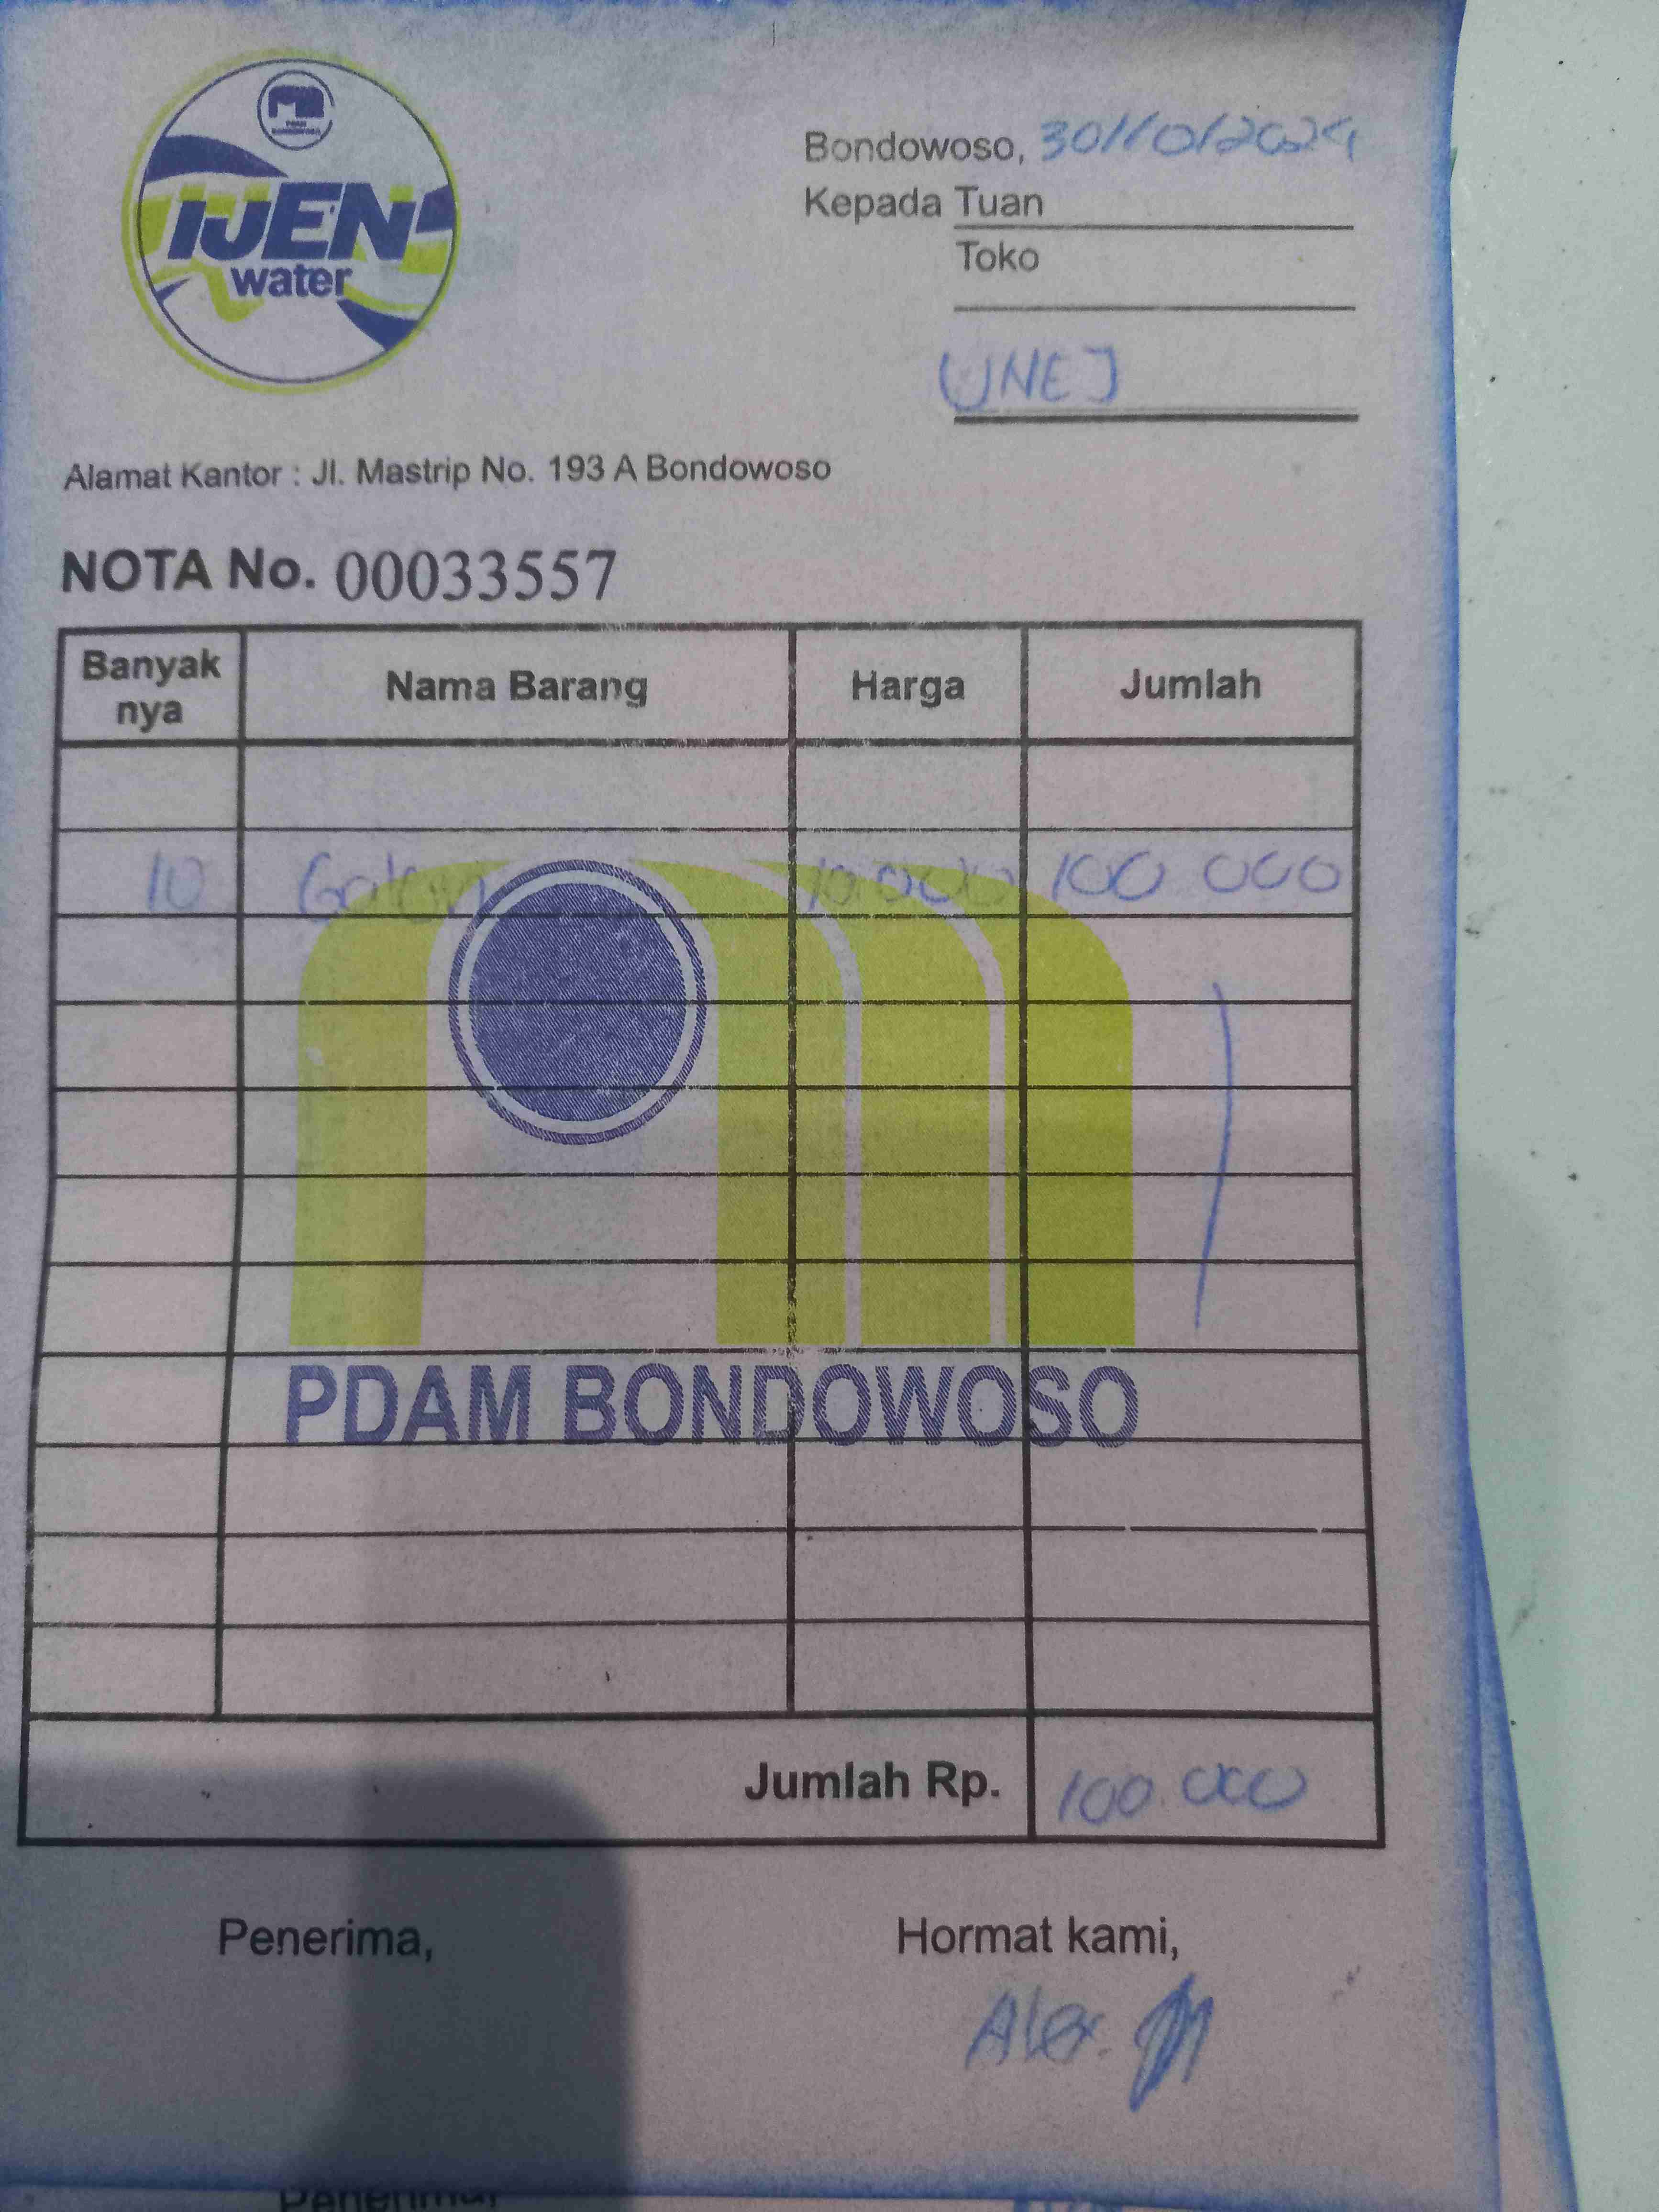 IJEN
water
Bondowoso, 30/10/2024
Kepada Tuan
Toko
UNEJ
Alamat Kantor : Jl. Mastrip No. 193 A Bondowoso
NOTA No. 00033557
Banyak nya Nama Barang Harga Jumlah
10 Galon 10.000 100 000
PDAM BONDOWOSO
Jumlah Rp. 100.000
Penerima, Hormat kami,
Alex.
Penerima,